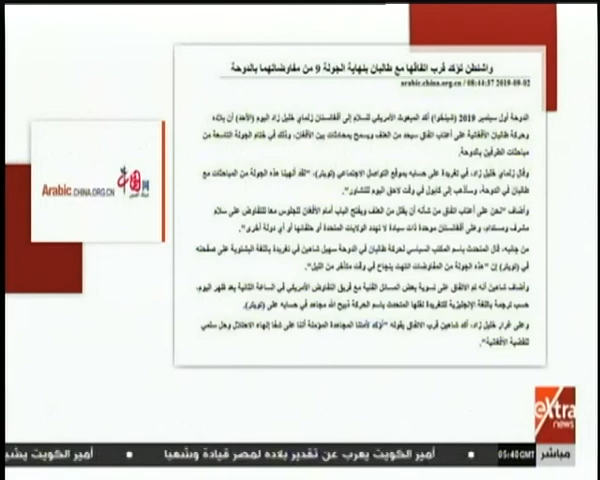 واشنطن تؤكد قرب اتفاقها مع طالبان بنهاية الجولة 9 من مفاوضاتهما بالدوحة
arabic.china.org.cn / 08:44:37 2019-09-02
الدوحة أول سبتمبر 2019 (شينخوا) أكد المبعوث الأمريكي للسلام إلى أفغانستان زلماي خليل زاد اليوم (الأحد) أن بلاده
وحركة طالبان الأفغانية على أعتاب اتفاق سيحد من العنف ويسمح بمحادثات بين الأفغان، وذلك في ختام الجولة التاسعة من
مباحثات الطرفين بالدوحة.
وقال زلماي خليل زاد، في تغريدة على حسابه بموقع التواصل الاجتماعي (تويتر)، "لقد أنهينا هذه الجولة من المباحثات مع
طالبان في الدوحة، وسأذهب إلى كابول في وقت لاحق اليوم للتشاور".
وأضاف "نحن على أعتاب اتفاق من شأنه أن يقلل من العنف ويفتح الباب أمام الأفغان للجلوس معا للتفاوض على سلام
مشرف ومستدام، وعلى أفغانستان موحدة ذات سيادة لا تهدد الولايات المتحدة أو حلفائها أو أي دولة أخرى".
من جانبه، قال المتحدث باسم المكتب السياسي لحركة طالبان في الدوحة سهيل شاهين في تغريدة باللغة البشتوية على صفحته
في (تويتر) إن "هذه الجولة من المفاوضات انتهت بنجاح في وقت متأخر من الليل".
وأضاف شاهين أنه تم الاتفاق على تسوية بعض المسائل الفنية مع فريق التفاوض الأمريكي في الساعة الثانية بعد ظهر اليوم،
حسب ترجمة باللغة الإنجليزية للتغريدة نقلها المتحدث باسم الحركة ذبيح الله مجاهد في حسابه على (تويتر).
وعلى غرار خليل زاد، أكد شاهين قرب الاتفاق بقوله "أؤكد لأمتنا المجاهدة المؤمنة أننا على شفا إنهاء الاحتلال وحل سلمي
للقضية الأفغانية".
Arabic.CHINA.ORG.CN
中国网
eXtra
news
مباشر
05:40 GMT
أمير الكويت يعرب عن تقدير بلاده لمصر قيادة وشعبا
أمير الكويت يشي